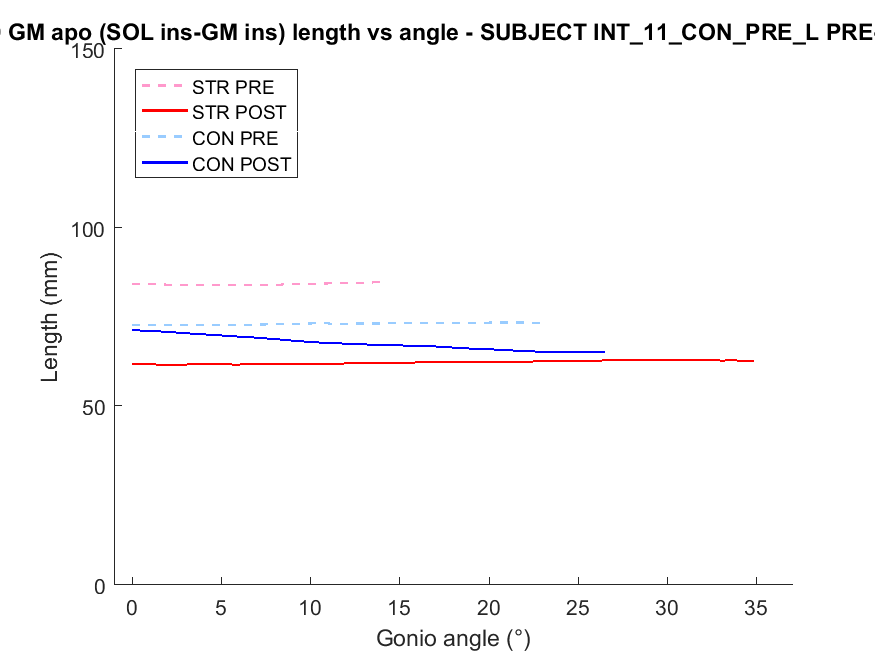 GM apo (SOL ins-GM ins) length vs angle - SUBJECT INT_11_CON_PRE_L PRE-
150
STR PRE
STR POST
CON PRE
CON POST
100
50
0
Length (mm)
0 5 10 15 20 25 30 35
Gonio angle (°)